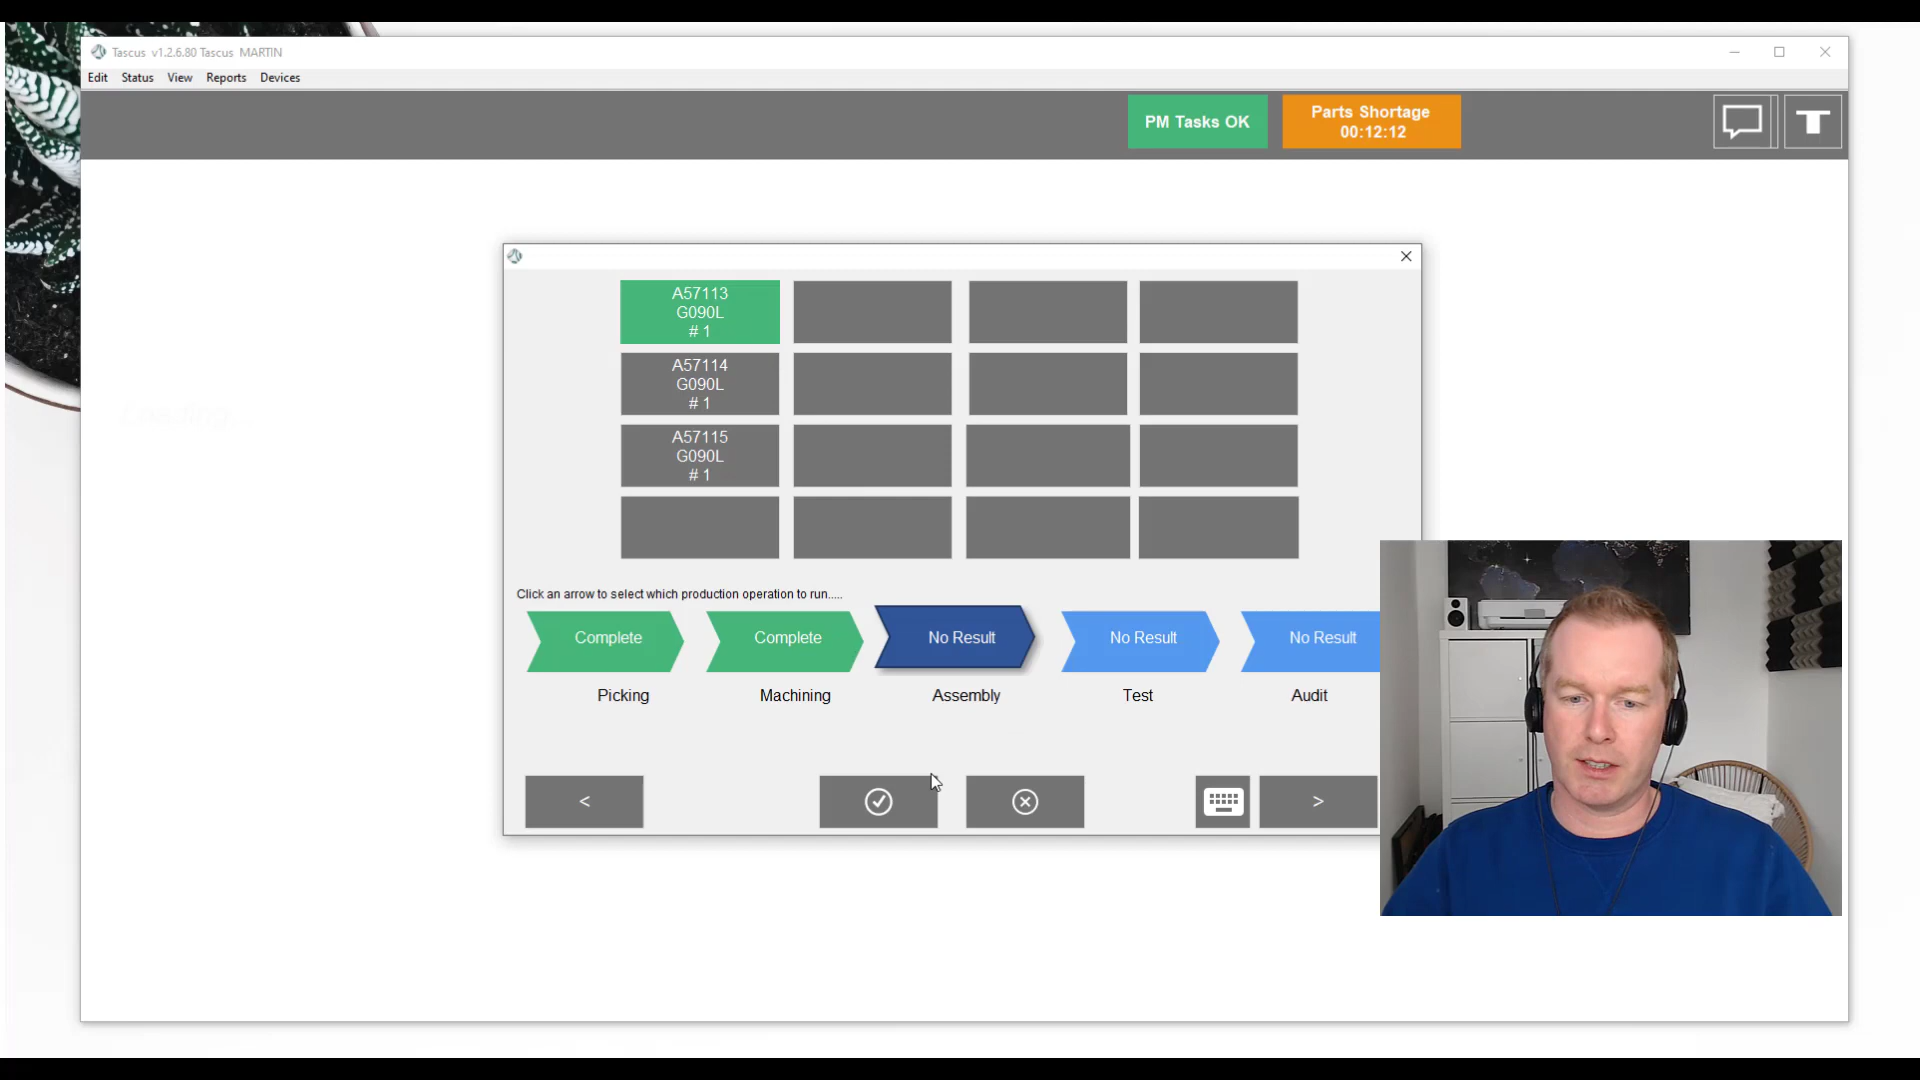 Tascus v1.2.6.80 Tascus MARTIN
Edit Status View Reports Devices
PM Tasks OK
Parts Shortage
00:12:12
A57113
G090L
# 1
A57114
G090L
# 1
A57115
G090L
# 1
Click an arrow to select which production operation to run.....
Complete Complete No Result No Result No Result
Picking Machining Assembly Test Audit
< >